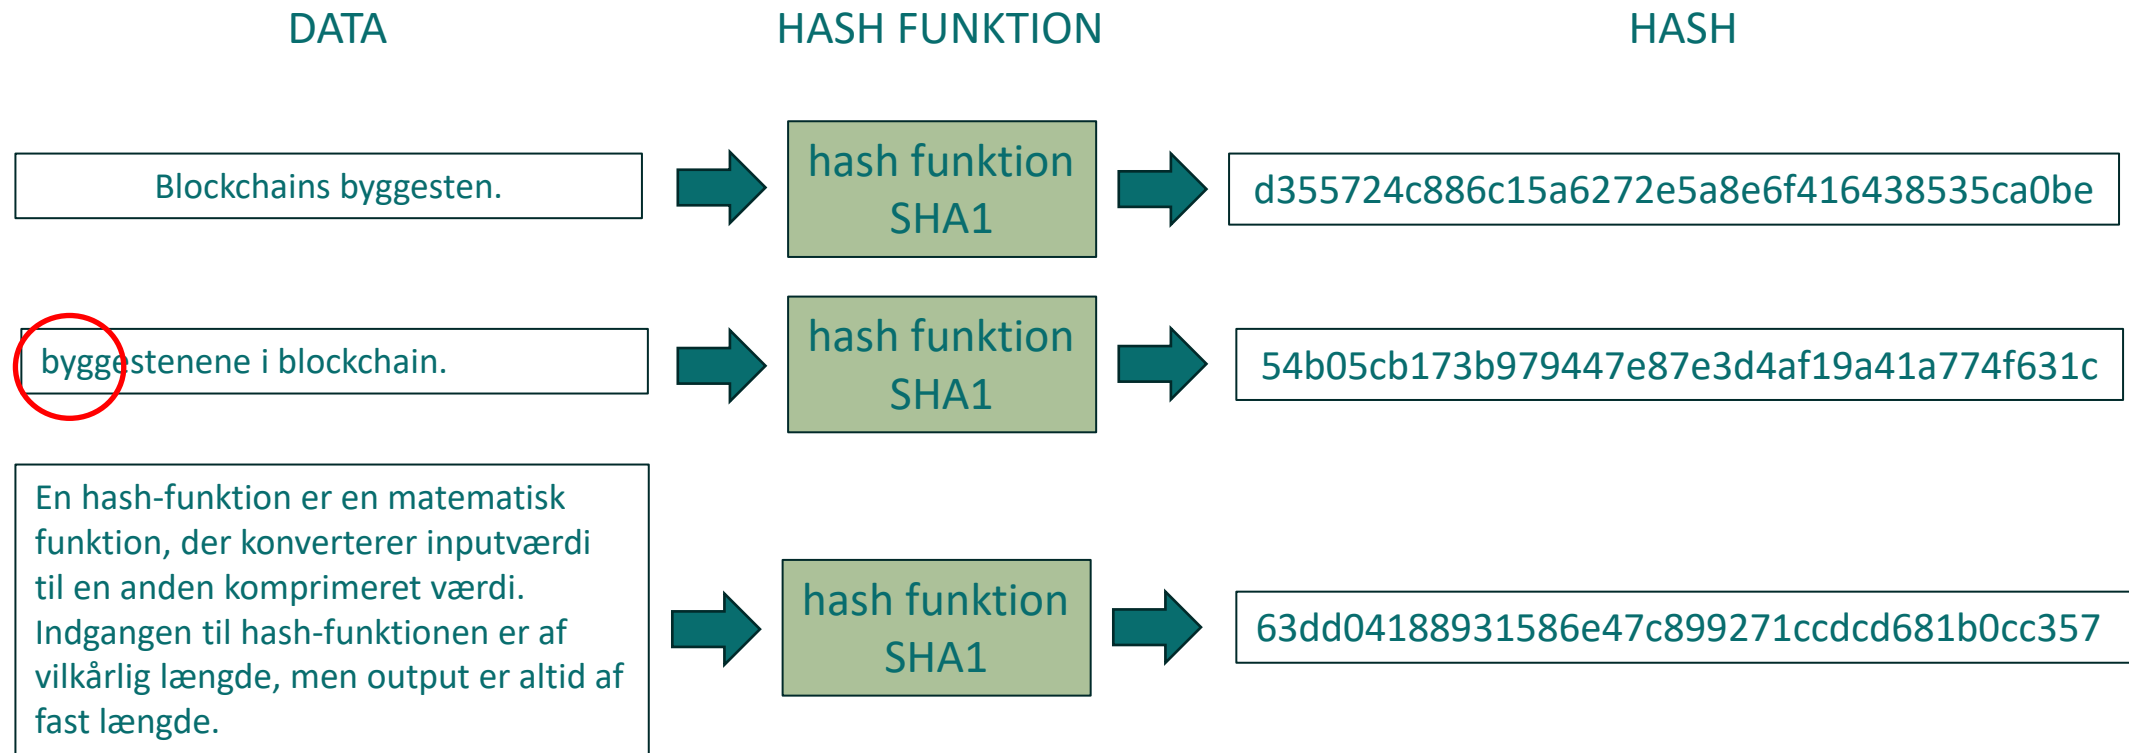 DATA
HASH FUNKTION
HASH
Blockchains byggesten.
hash funktion
SHA1
d355724c886c15a6272e5a8e6f416438535ca0be
byggestenene i blockchain.
hash funktion
SHA1
54b05cb173b979447e87e3d4af19a41a774f631c
En hash-funktion er en matematisk
funktion, der konverterer inputværdi
til en anden komprimeret værdi.
Indgangen til hash-funktionen er af
vilkårlig længde, men output er altid af
fast længde.
hash funktion
SHA1
63dd04188931586e47c899271ccdcd681b0cc357